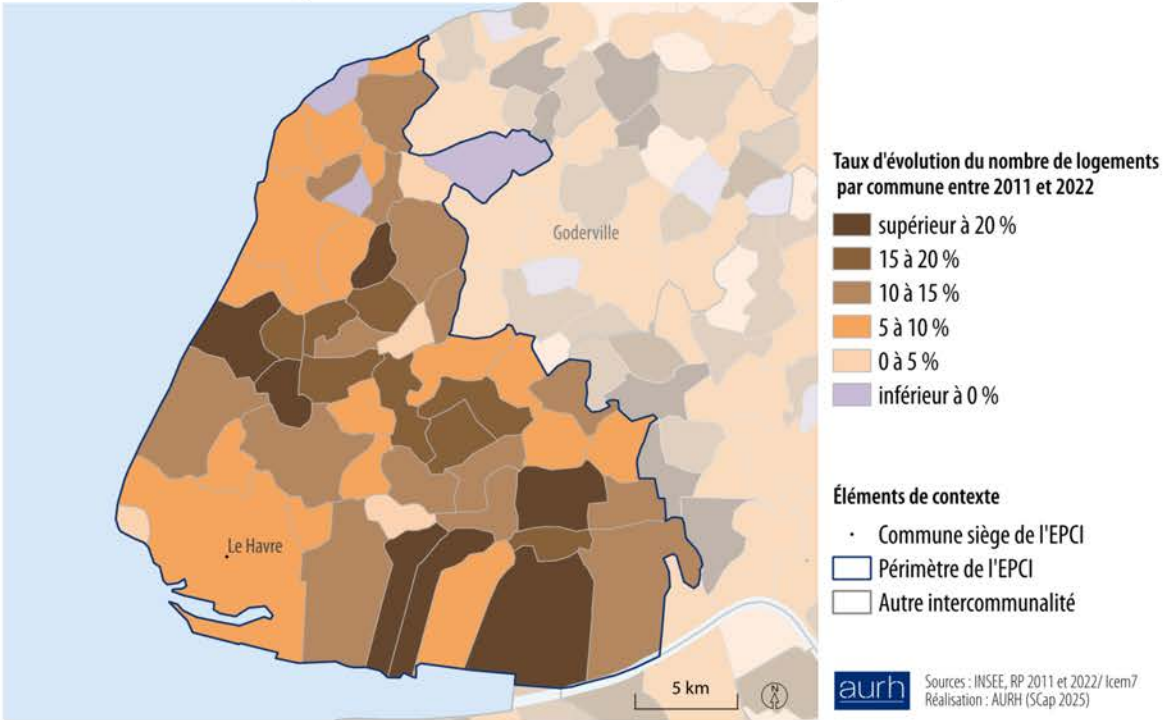 Goderville
Le Havre
5 km
N
Taux d'évolution du nombre de logements
par commune entre 2011 et 2022
supérieur à 20 %
15 à 20 %
10 à 15 %
5 à 10 %
0 à 5 %
inférieur à 0 %
Éléments de contexte
Commune siège de l'EPCI
Périmètre de l'EPCI
Autre intercommunalité
aurh
Sources : INSEE, RP 2011 et 2022/ Icem7
Réalisation : AURH (SCap 2025)